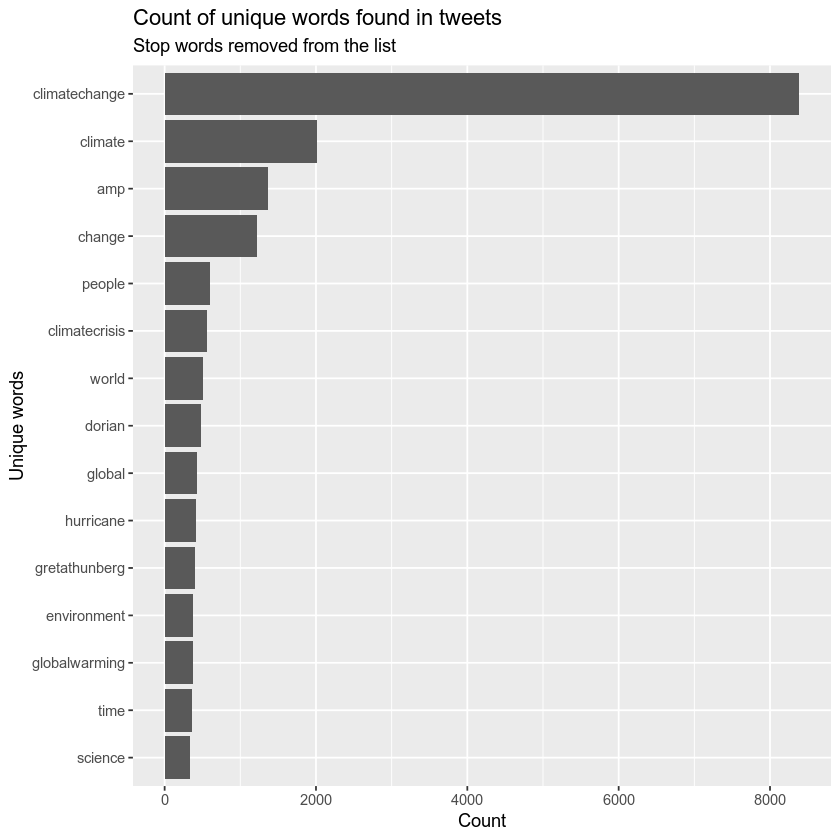 Count of unique words found in tweets
Stop words removed from the list
Unique words
climatechange
climate
amp
change
people
climatecrisis
world
dorian
global
hurricane
gretathunberg
environment
globalwarming
time
science
0 2000 4000 6000 8000
Count